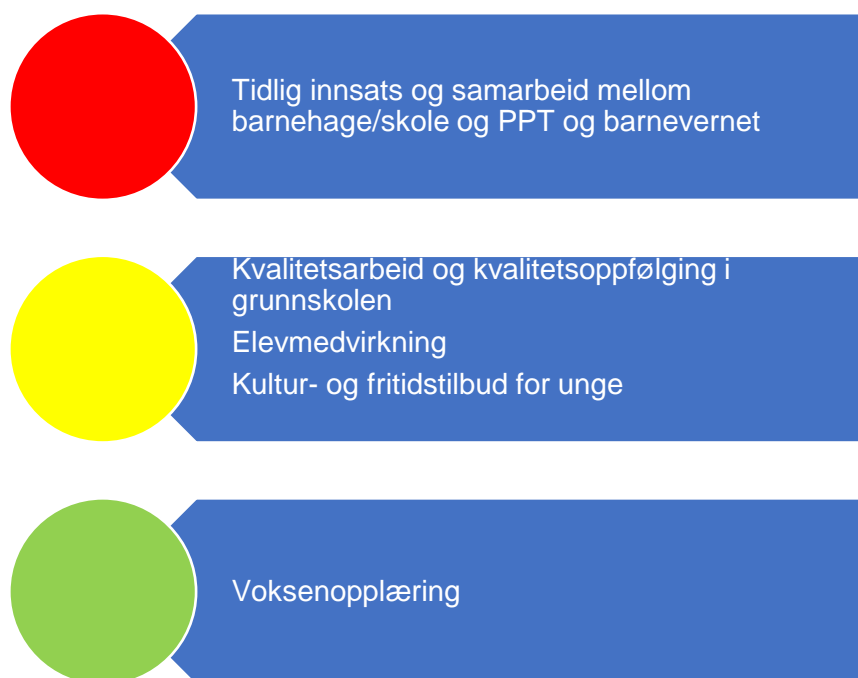 Tidlig innsats og samarbeid mellom
barnehage/skole og PPT og barnevernet
Kvalitetsarbeid og kvalitetsoppfølging i
grunnskolen
Elevmedvirkning
Kultur- og fritidstilbud for unge
Voksenopplæring